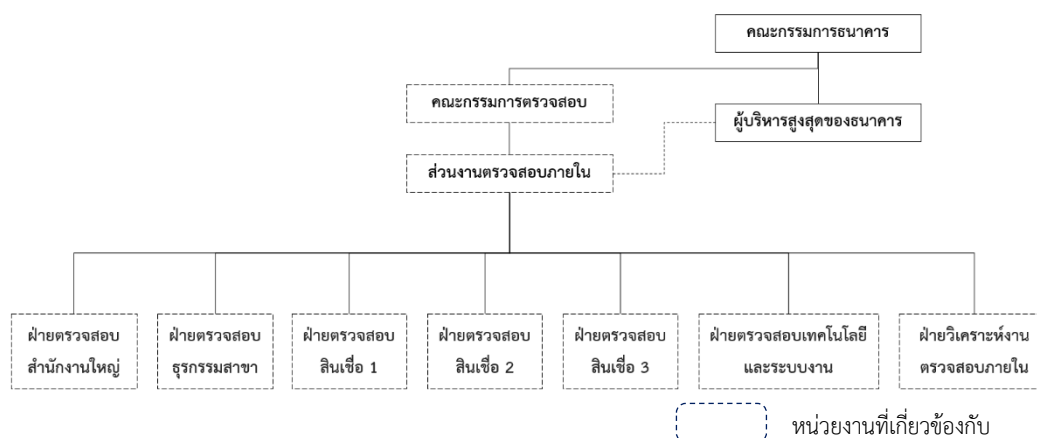 คณะกรรมการธนาคาร
คณะกรรมการตรวจสอบ
ผู้บริหารสูงสุดของธนาคาร
ส่วนงานตรวจสอบภายใน
ฝ่ายตรวจสอบ
สำนักงานใหญ่
ฝ่ายตรวจสอบ
ธุรกรรมสาขา
ฝ่ายตรวจสอบ
สินเชื่อ 1
ฝ่ายตรวจสอบ
สินเชื่อ 2
ฝ่ายตรวจสอบ
สินเชื่อ 3
ฝ่ายตรวจสอบเทคโนโลยี
และระบบงาน
ฝ่ายวิเคราะห์งาน
ตรวจสอบภายใน
หน่วยงานที่เกี่ยวข้องกับ